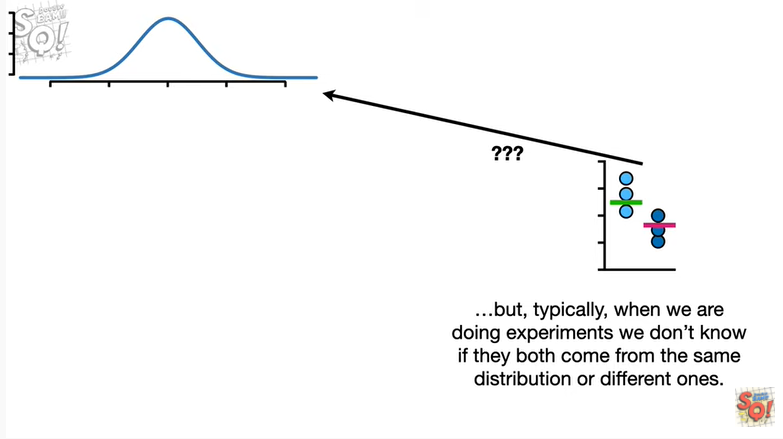 ???
…but, typically, when we are
doing experiments we don’t know
if they both come from the same
distribution or different ones.
SQ!